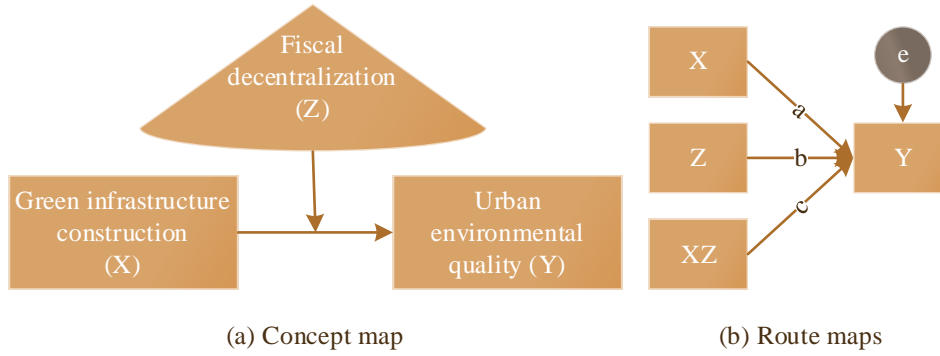 Fiscal
decentralization
(Z)
Green infrastructure
construction
(X)
Urban
environmental
quality (Y)
(a) Concept map
X
Z
XZ
a
b
c
e
Y
(b) Route maps